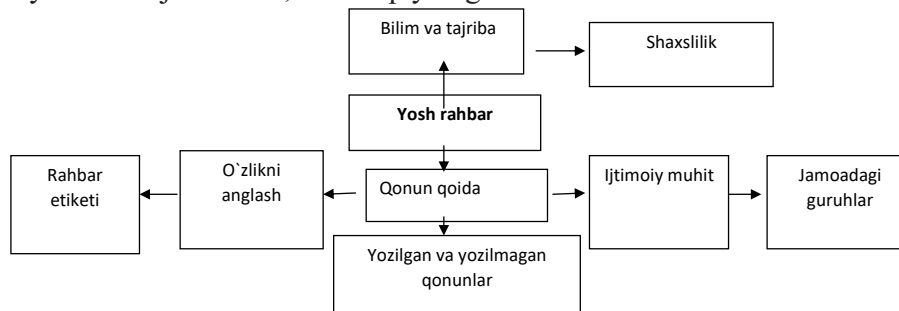 Bilim va tajriba
Shaxslilik
Yosh rahbar
Rahbar
etiketi
O`zlikni
anglash
Qonun qoida
Ijtimoiy muhit
Jamoadagi
guruhlar
Yozilgan va yozilmagan
qonunlar